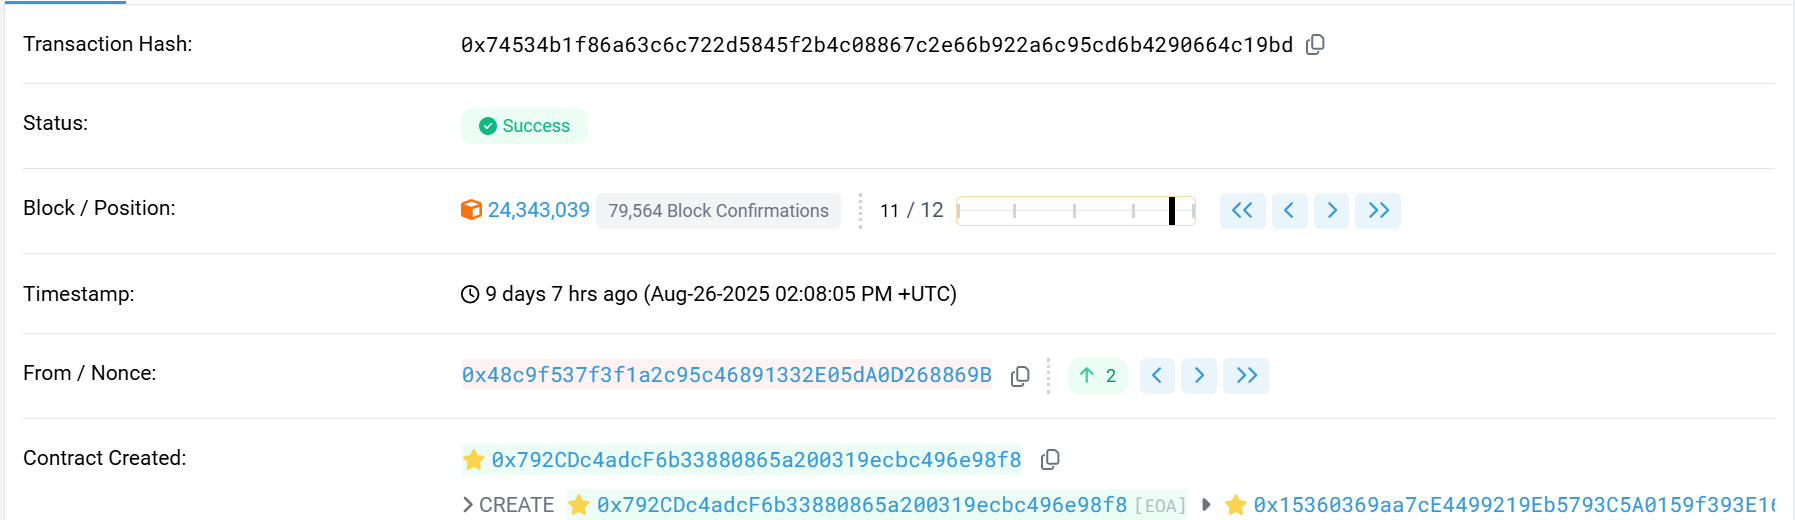 Transaction Hash: 0x74534b1f86a63c6c722d5845f2b4c08867c2e66b922a6c95cd6b4290664c19bd
Status: Success
Block / Position: 24,343,039 79,564 Block Confirmations 11 / 12
Timestamp: 9 days 7 hrs ago (Aug-26-2025 02:08:05 PM +UTC)
From / Nonce: 0x48c9f537f3f1a2c95c46891332E05dA0D268869B 2
Contract Created: 0x792CDc4adcF6b33880865a200319ecbc496e98f8
CREATE 0x792CDc4adcF6b33880865a200319ecbc496e98f8 [EOA] 0x15360369aa7cE4499219Eb5793C5A0159f393E16